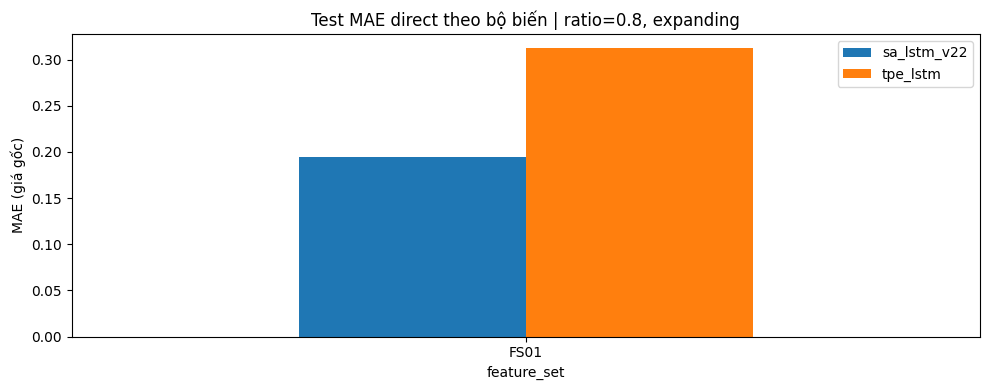 Test MAE direct theo bộ biến | ratio=0.8, expanding
sa_lstm_v22
tpe_lstm
MAE (giá gốc)
0.30
0.25
0.20
0.15
0.10
0.05
0.00
FS01
feature_set